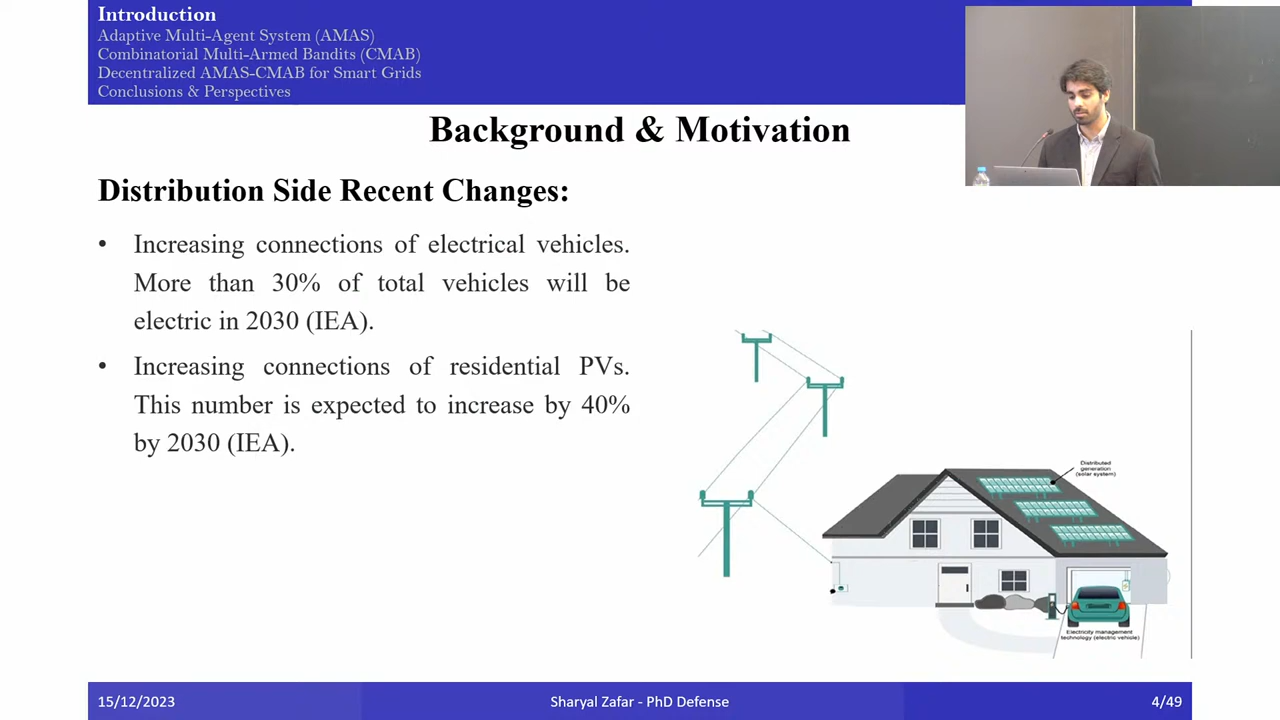 Introduction
Adaptive Multi-Agent System (AMAS)
Combinatorial Multi-Armed Bandits (CMAB)
Decentralized AMAS-CMAB for Smart Grids
Conclusions & Perspectives
Background & Motivation
Distribution Side Recent Changes:
• Increasing connections of electrical vehicles.
More than 30% of total vehicles will be
electric in 2030 (IEA).
• Increasing connections of residential PVs.
This number is expected to increase by 40%
by 2030 (IEA).
Distributed
generation
(solar system)
Electricity management
technology (electric vehicle)
15/12/2023
Sharyal Zafar - PhD Defense
4/49